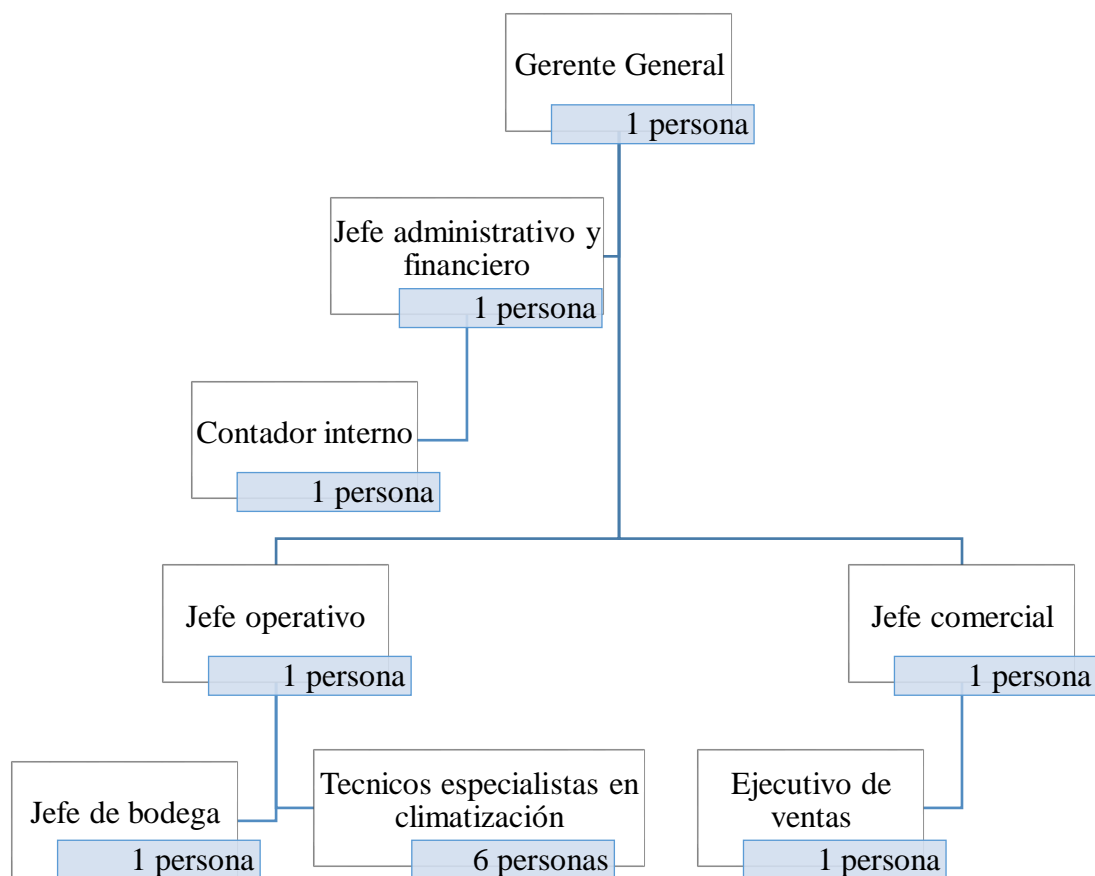 Gerente General
1 persona
Jefe administrativo y
financiero
1 persona
Contador interno
1 persona
Jefe operativo
1 persona
Jefe comercial
1 persona
Jefe de bodega
1 persona
Tecnicos especialistas en
climatización
6 personas
Ejecutivo de
ventas
1 persona